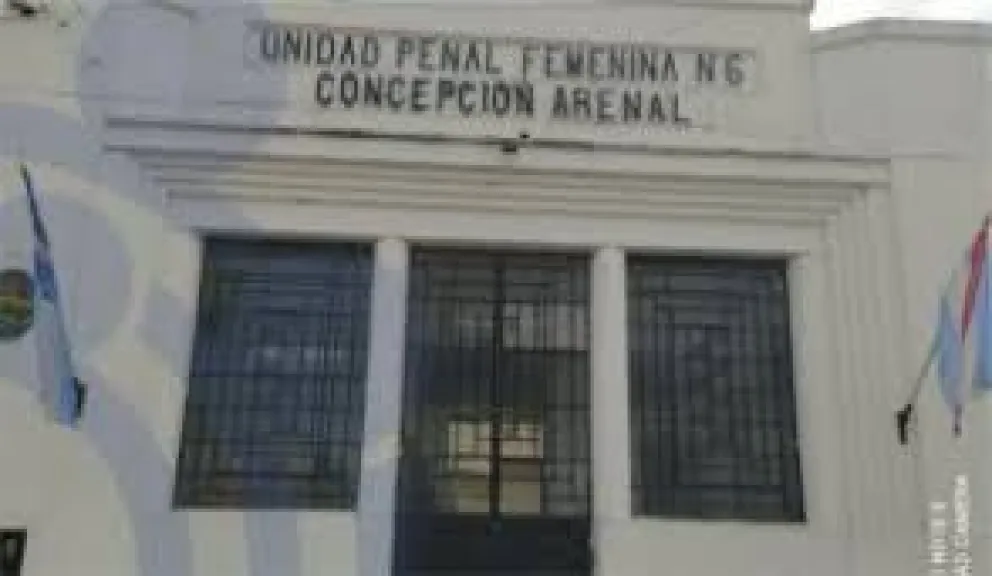 UNIDAD PENAL FEMENINA N 6
CONCEPCION ARENAL